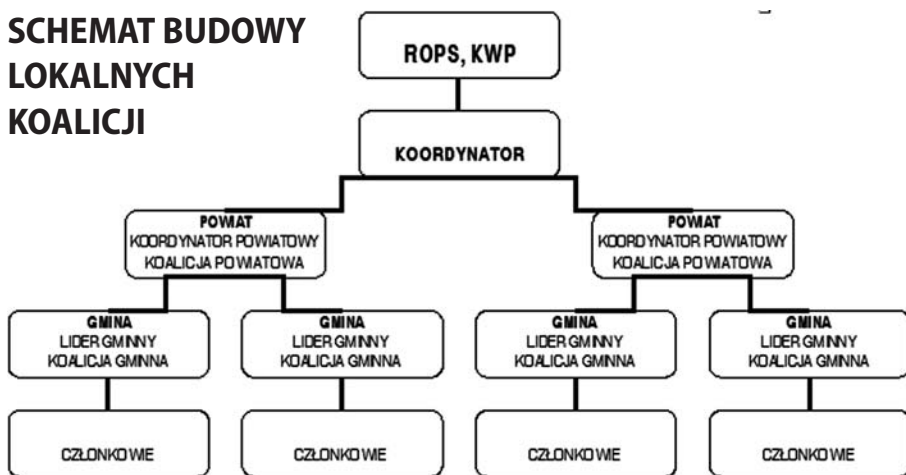 SCHEMAT BUDOWY
LOKALNYCH
KOALICJI
ROPS, KWP
KOORDYNATOR
POWIAT
KOORDYNATOR POWIATOWY
KOALICJA POWIATOWA
POWIAT
KOORDYNATOR POWIATOWY
KOALICJA POWIATOWA
GMINA
LIDER GMINNY
KOALICJA GMINNA
GMINA
LIDER GMINNY
KOALICJA GMINNA
GMINA
LIDER GMINNY
KOALICJA GMINNA
GMINA
LIDER GMINNY
KOALICJA GMINNA
CZŁONKOWIE
CZŁONKOWIE
CZŁONKOWIE
CZŁONKOWIE